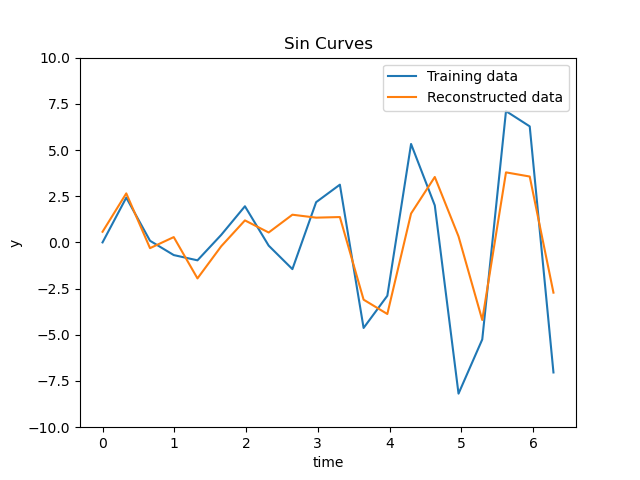 Sin Curves
Training data
Reconstructed data
10.0
7.5
5.0
2.5
0.0
−2.5
−5.0
−7.5
−10.0
y
0 1 2 3 4 5 6
time